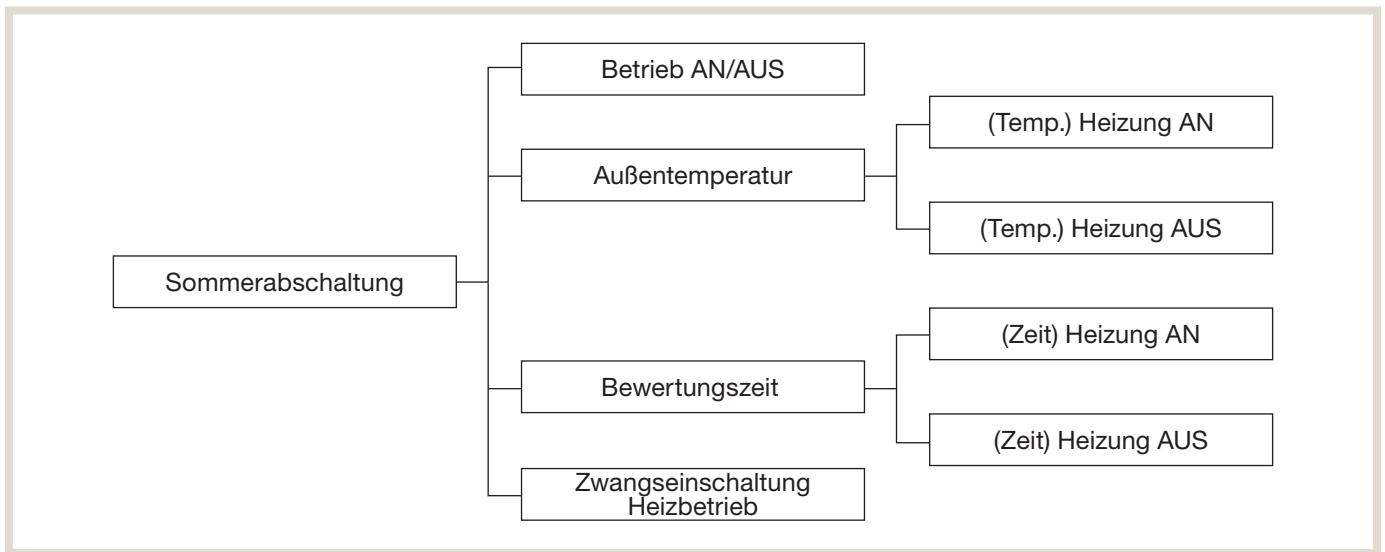 Betrieb AN/AUS
(Temp.) Heizung AN
Außentemperatur
(Temp.) Heizung AUS
Sommerabschaltung
(Zeit) Heizung AN
Bewertungszeit
(Zeit) Heizung AUS
Zwangseinschaltung
Heizbetrieb